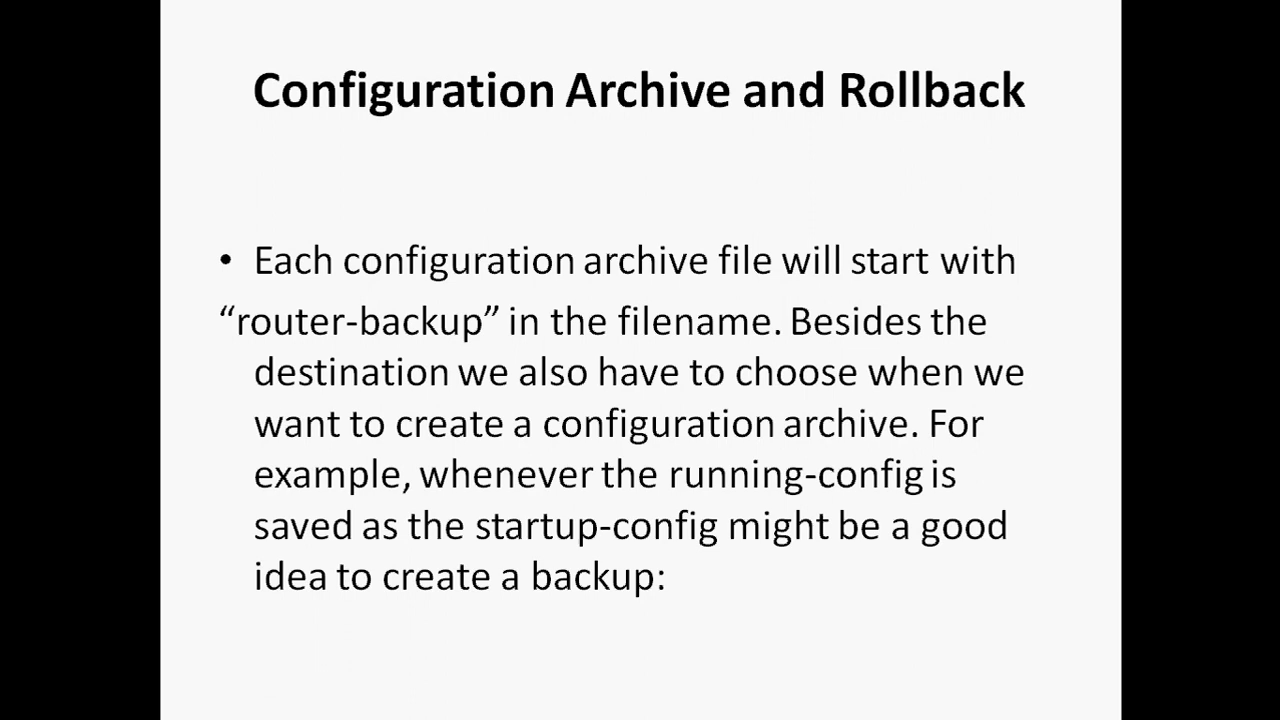 Configuration Archive and Rollback
• Each configuration archive file will start with
“router-backup” in the filename. Besides the
destination we also have to choose when we
want to create a configuration archive. For
example, whenever the running-config is
saved as the startup-config might be a good
idea to create a backup: